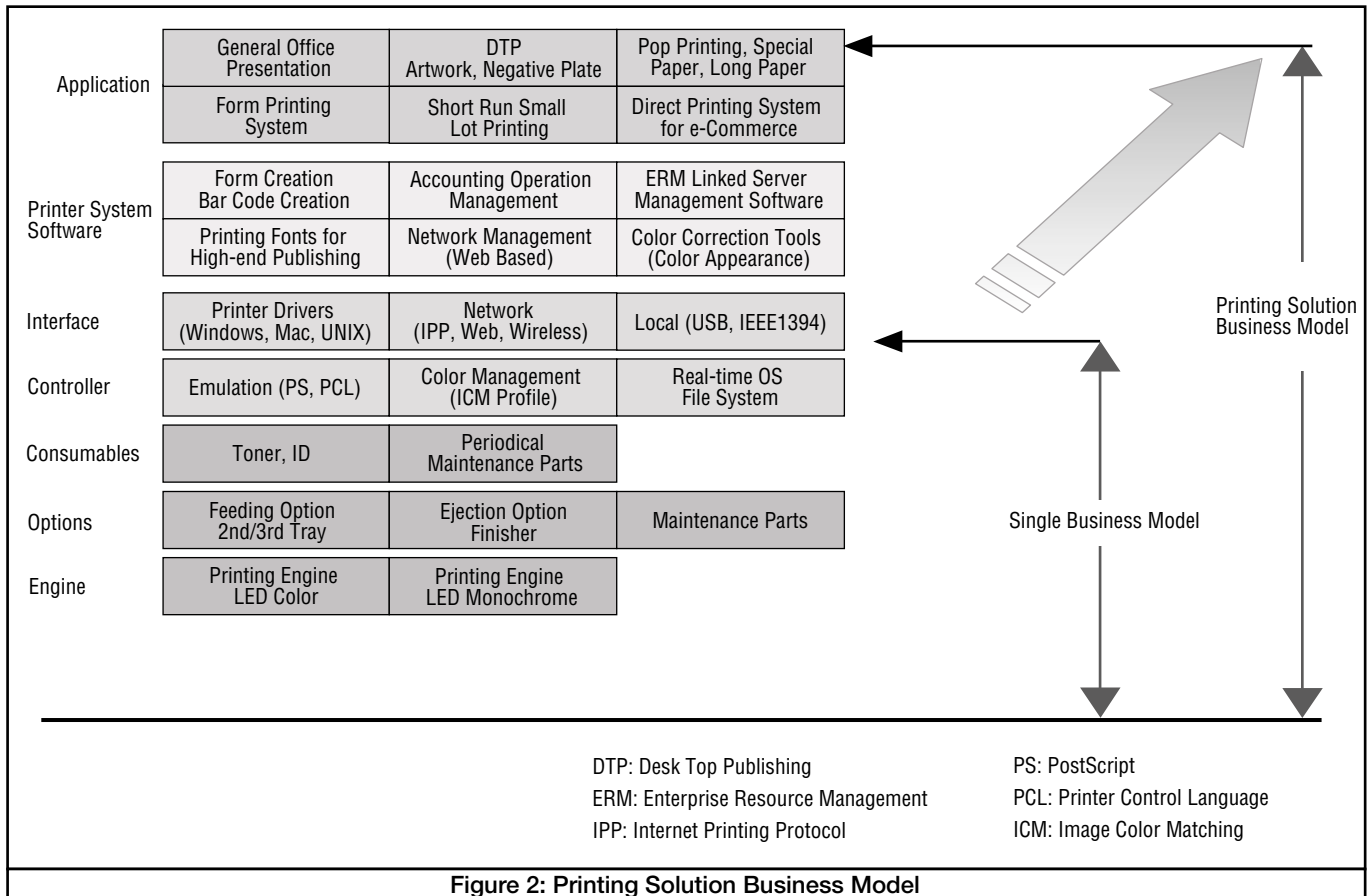 Application
General Office
Presentation
DTP
Artwork, Negative Plate
Pop Printing, Special
Paper, Long Paper
Form Printing
System
Short Run Small
Lot Printing
Direct Printing System
for e-Commerce
Printer System
Software
Form Creation
Bar Code Creation
Accounting Operation
Management
ERM Linked Server
Management Software
Printing Fonts for
High-end Publishing
Network Management
(Web Based)
Color Correction Tools
(Color Appearance)
Interface
Printer Drivers
(Windows, Mac, UNIX)
Network
(IPP, Web, Wireless)
Local (USB, IEEE1394)
Controller
Emulation (PS, PCL)
Color Management
(ICM Profile)
Real-time OS
File System
Consumables
Toner, ID
Periodical
Maintenance Parts
Options
Feeding Option
2nd/3rd Tray
Ejection Option
Finisher
Maintenance Parts
Engine
Printing Engine
LED Color
Printing Engine
LED Monochrome
Single Business Model
Printing Solution
Business Model
DTP: Desk Top Publishing
ERM: Enterprise Resource Management
IPP: Internet Printing Protocol
PS: PostScript
PCL: Printer Control Language
ICM: Image Color Matching
Figure 2: Printing Solution Business Model